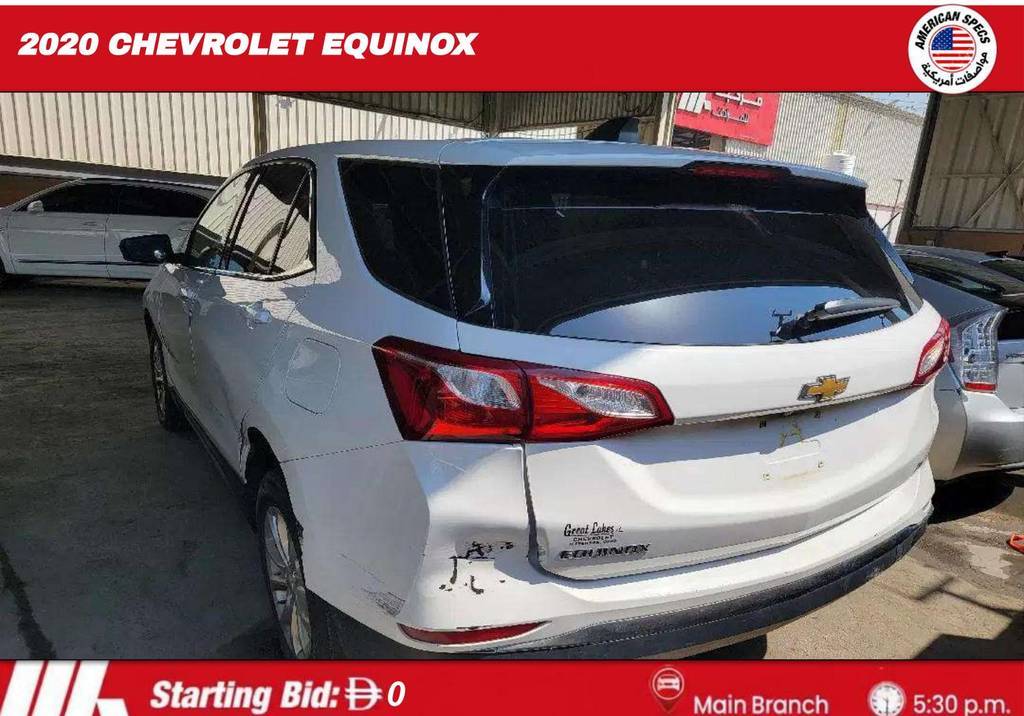 2020 CHEVROLET EQUINOX
AMERICAN SPECS
مواصفات أمريكية
Great Lakes
CHEVROLET
EQUINOX
Starting Bid: 0
Main Branch
5:30 p.m.